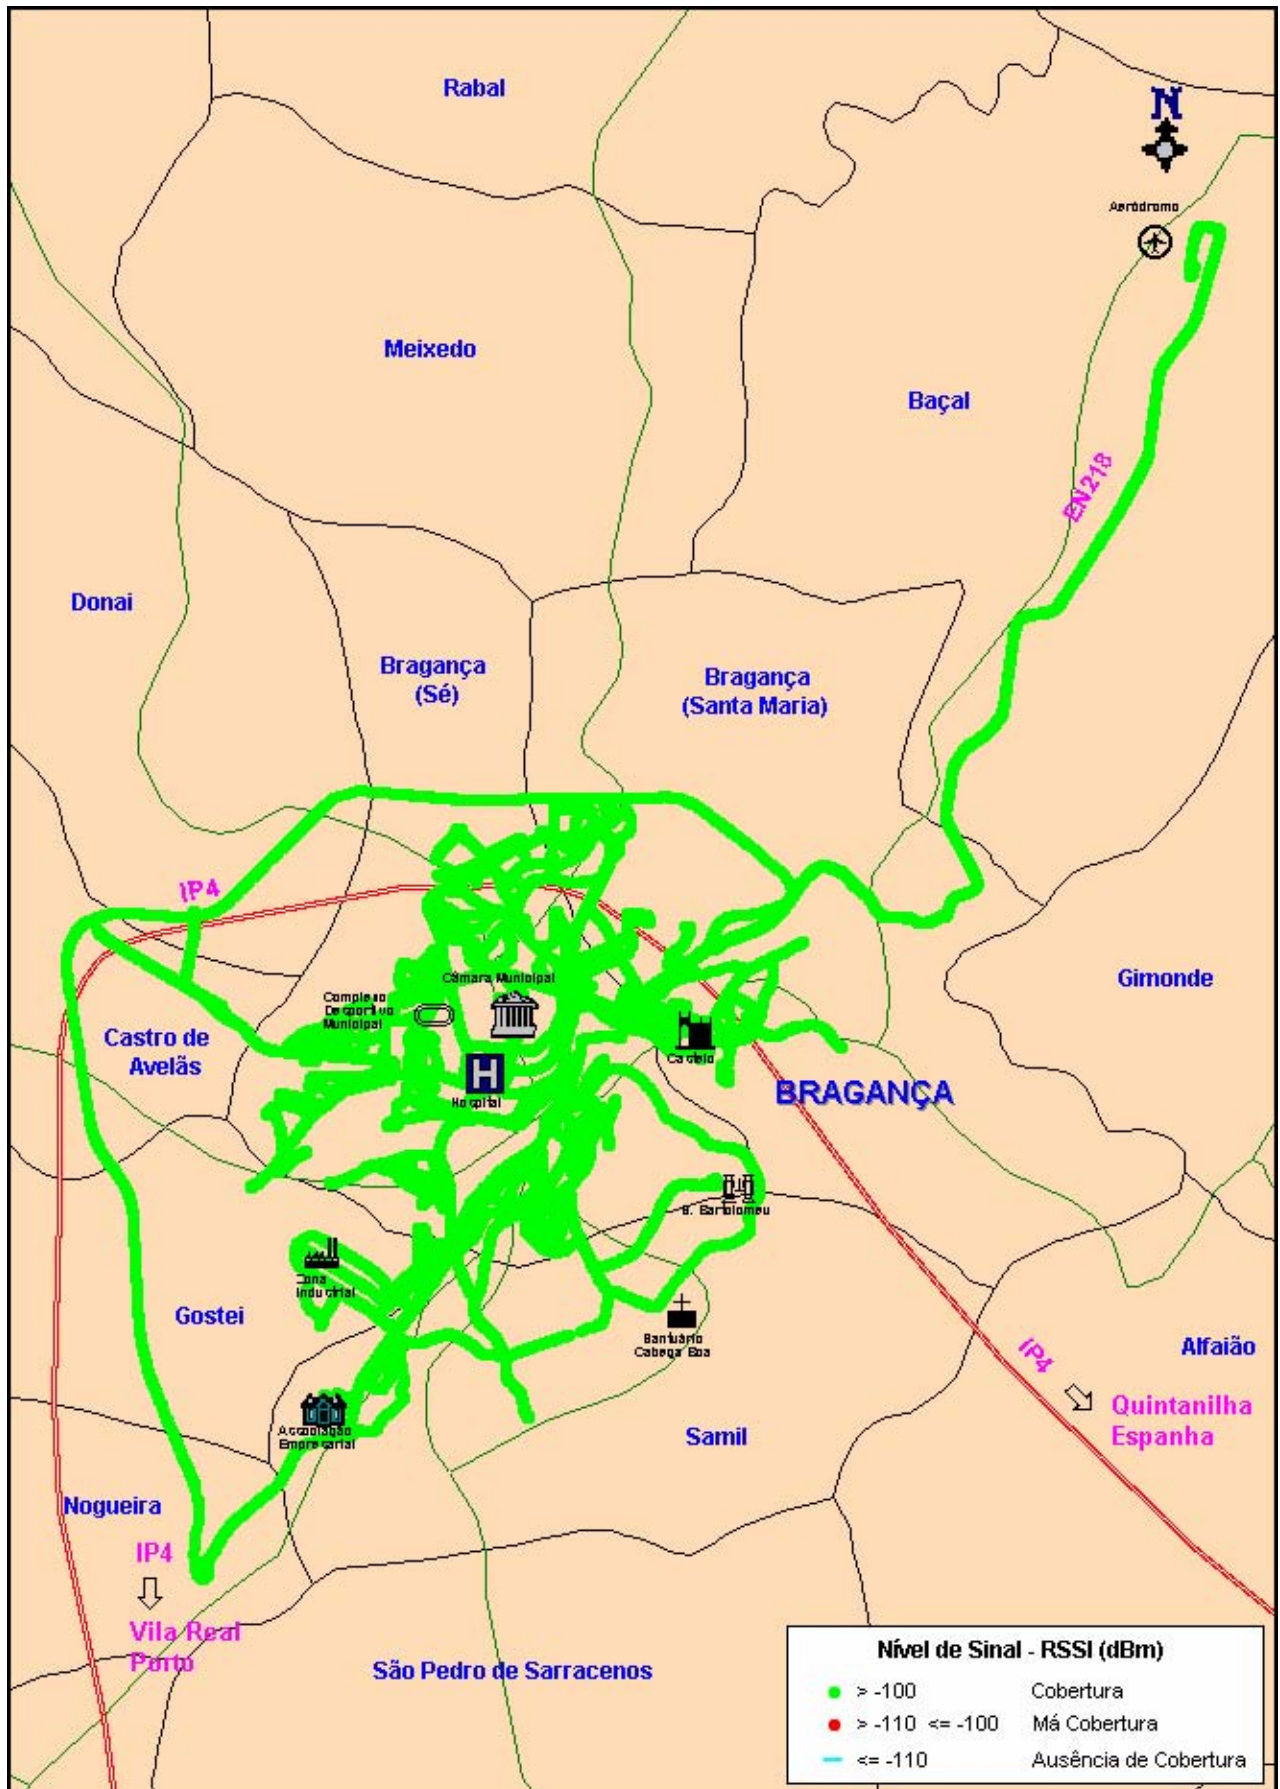 Rabal
N
Aeródromo
Meixedo
Baçal
EN218
Donai
Bragança
(Sé)
Bragança
(Santa Maria)
IP4
Câmara Municipal
Complexo
Desportivo
Municipal
Castelo
Gimonde
Castro de
Avelãs
H
Hospital
BRAGANÇA
S. Bartolomeu
Zona
Industrial
Gostei
Santuário
Cabeça Boa
IP4
Alfaião
Quintanilha
Espanha
Associação
Empresarial
Samil
Nogueira
IP4
Vila Real
Porto
São Pedro de Sarracenos
Nível de Sinal - RSSI (dBm)
> -100 Cobertura
> -110 <= -100 Má Cobertura
<= -110 Ausência de Cobertura